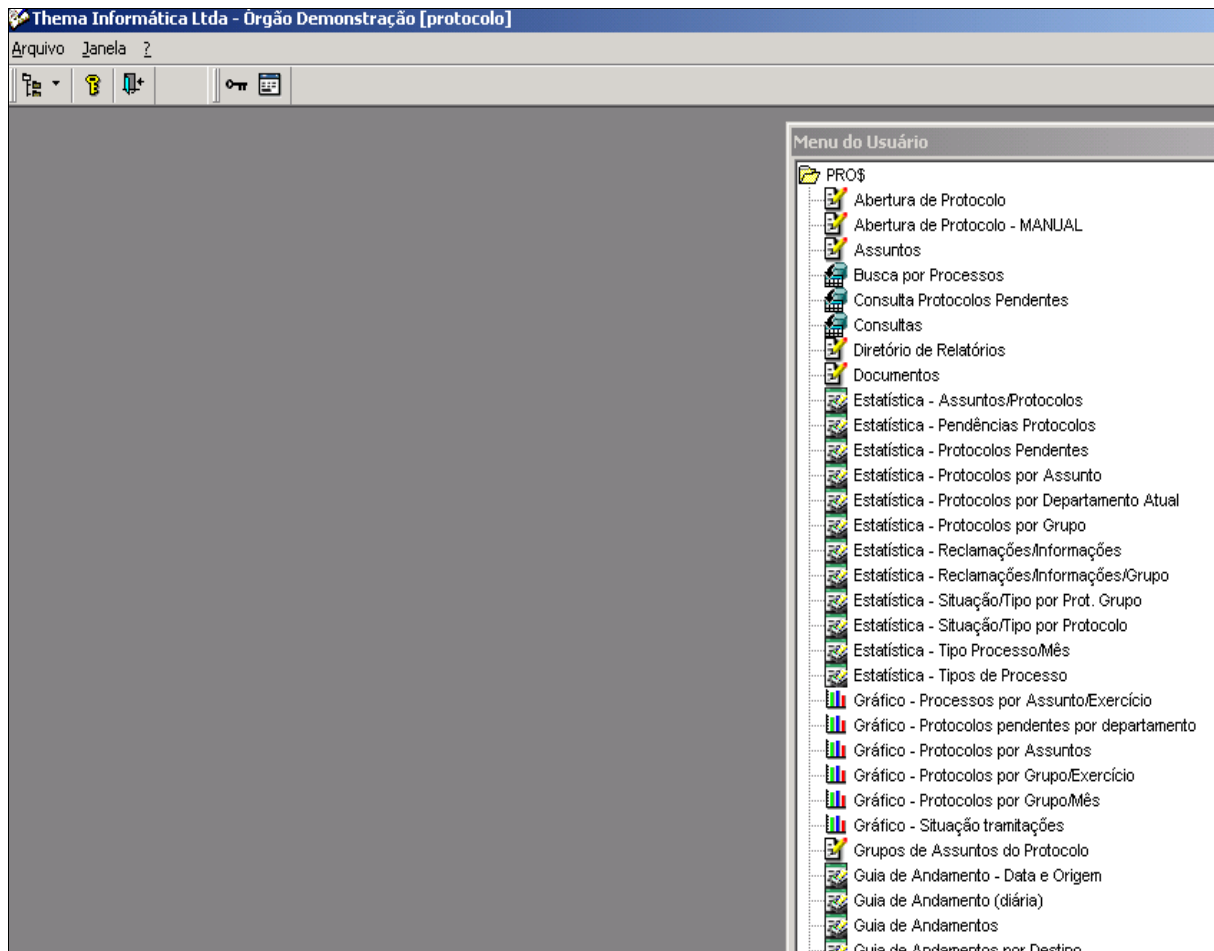 Thema Informática Ltda - Órgão Demonstração [protocolo]
Arquivo Janela ?
Menu do Usuário
PRO$
Abertura de Protocolo
Abertura de Protocolo - MANUAL
Assuntos
Busca por Processos
Consulta Protocolos Pendentes
Consultas
Diretório de Relatórios
Documentos
Estatística - Assuntos/Protocolos
Estatística - Pendências Protocolos
Estatística - Protocolos Pendentes
Estatística - Protocolos por Assunto
Estatística - Protocolos por Departamento Atual
Estatística - Protocolos por Grupo
Estatística - Reclamações/Informações
Estatística - Reclamações/Informações/Grupo
Estatística - Situação/Tipo por Prot. Grupo
Estatística - Situação/Tipo por Protocolo
Estatística - Tipo Processo/Mês
Estatística - Tipos de Processo
Gráfico - Processos por Assunto/Exercício
Gráfico - Protocolos pendentes por departamento
Gráfico - Protocolos por Assuntos
Gráfico - Protocolos por Grupo/Exercício
Gráfico - Protocolos por Grupo/Mês
Gráfico - Situação tramitações
Grupos de Assuntos do Protocolo
Guia de Andamento - Data e Origem
Guia de Andamento (diária)
Guia de Andamentos
Guia de Andamentos por Destino